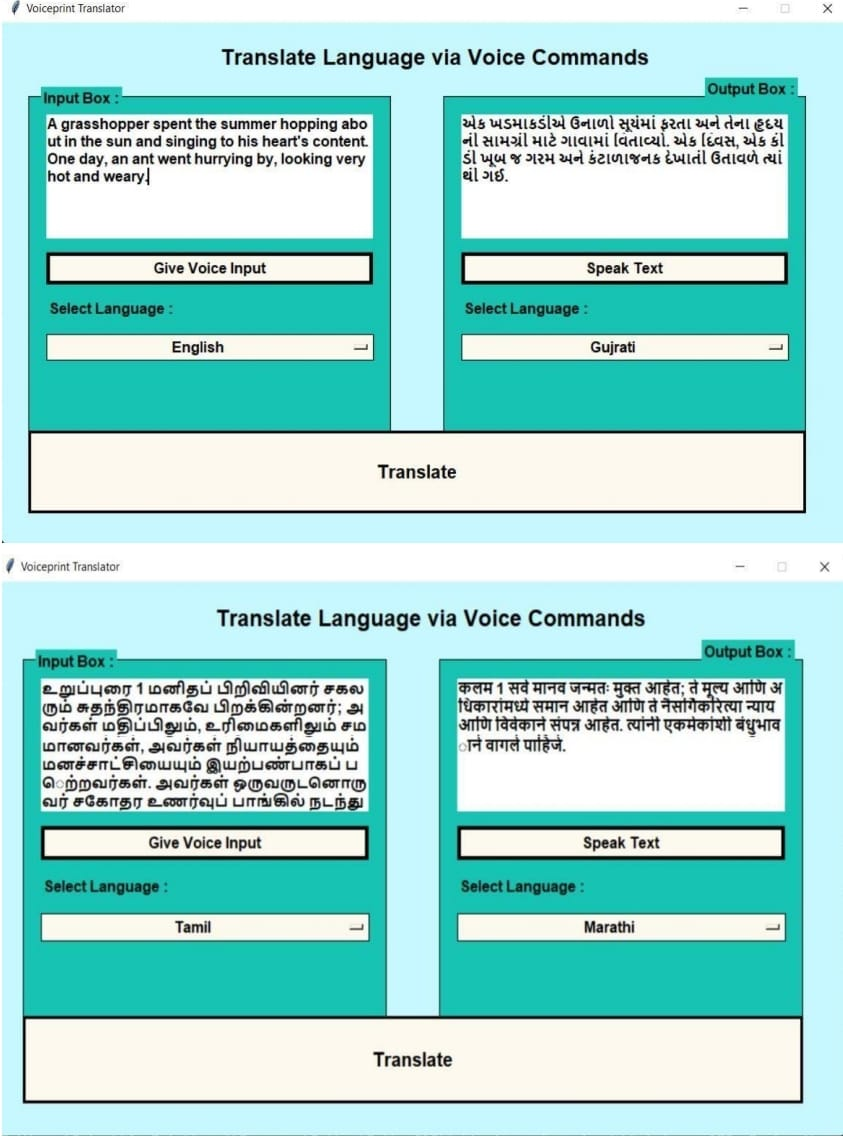 Voiceprint Translator
Translate Language via Voice Commands
Input Box :
A grasshopper spent the summer hopping abo
ut in the sun and singing to his heart's content.
One day, an ant went hurrying by, looking very
hot and weary.
Give Voice Input
Select Language :
English
Output Box :
એક ખડમાકડીએ ઉનાળો સૂર્યમાં ફરતા અને તેના હૃદય
ની સામગ્રી માટે ગાવામાં વિતાવ્યો. એક દિવસ, એક કી
ડી ખૂબ જ ગરમ અને કંટાળાજનક દેખાતી ઉતાવળે ત્યાં
થી ગઈ.
Speak Text
Select Language :
Gujrati
Translate
Voiceprint Translator
Translate Language via Voice Commands
Input Box :
உறுப்புரை 1 மனிதப் பிறிவியினர் சகல
ரும் சுதந்திரமாகவே பிறக்கின்றனர்; அ
வர்கள் மதிப்பிலும், உரிமைகளிலும் சம
மானவர்கள், அவர்கள் நியாயத்தையும்
மனச்சாட்சியையும் இயற்பண்பாகப் ப
ெற்றவர்கள். அவர்கள் ஒருவருடனொரு
வர் சகோதர உணர்வுப் பாங்கில் நடந்து
Give Voice Input
Select Language :
Tamil
Output Box :
कलम 1 सर्व मानव जन्मतः मुक्त आहेत; ते मूल्य आणि अ
धिकारांमध्ये समान आहेत आणि ते नैसर्गिकरित्या न्याय
आणि विवेकाने संपन्न आहेत. त्यांनी एकमेकांशी बंधुभाव
ाने वागले पाहिजे.
Speak Text
Select Language :
Marathi
Translate